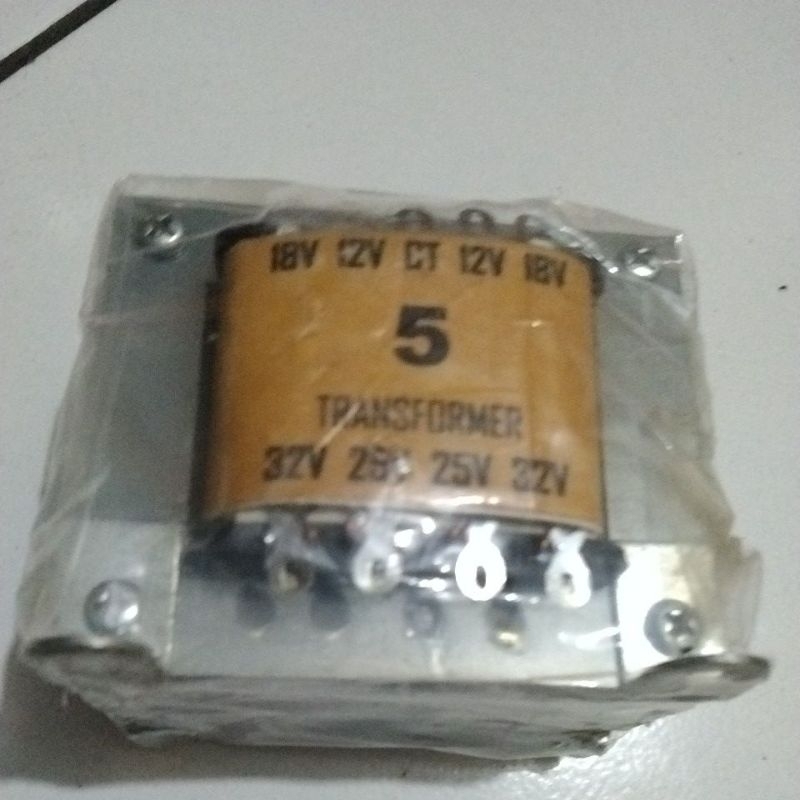 18V 12V CT 12V 18V
5
TRANSFORMER
32V 25V 32V